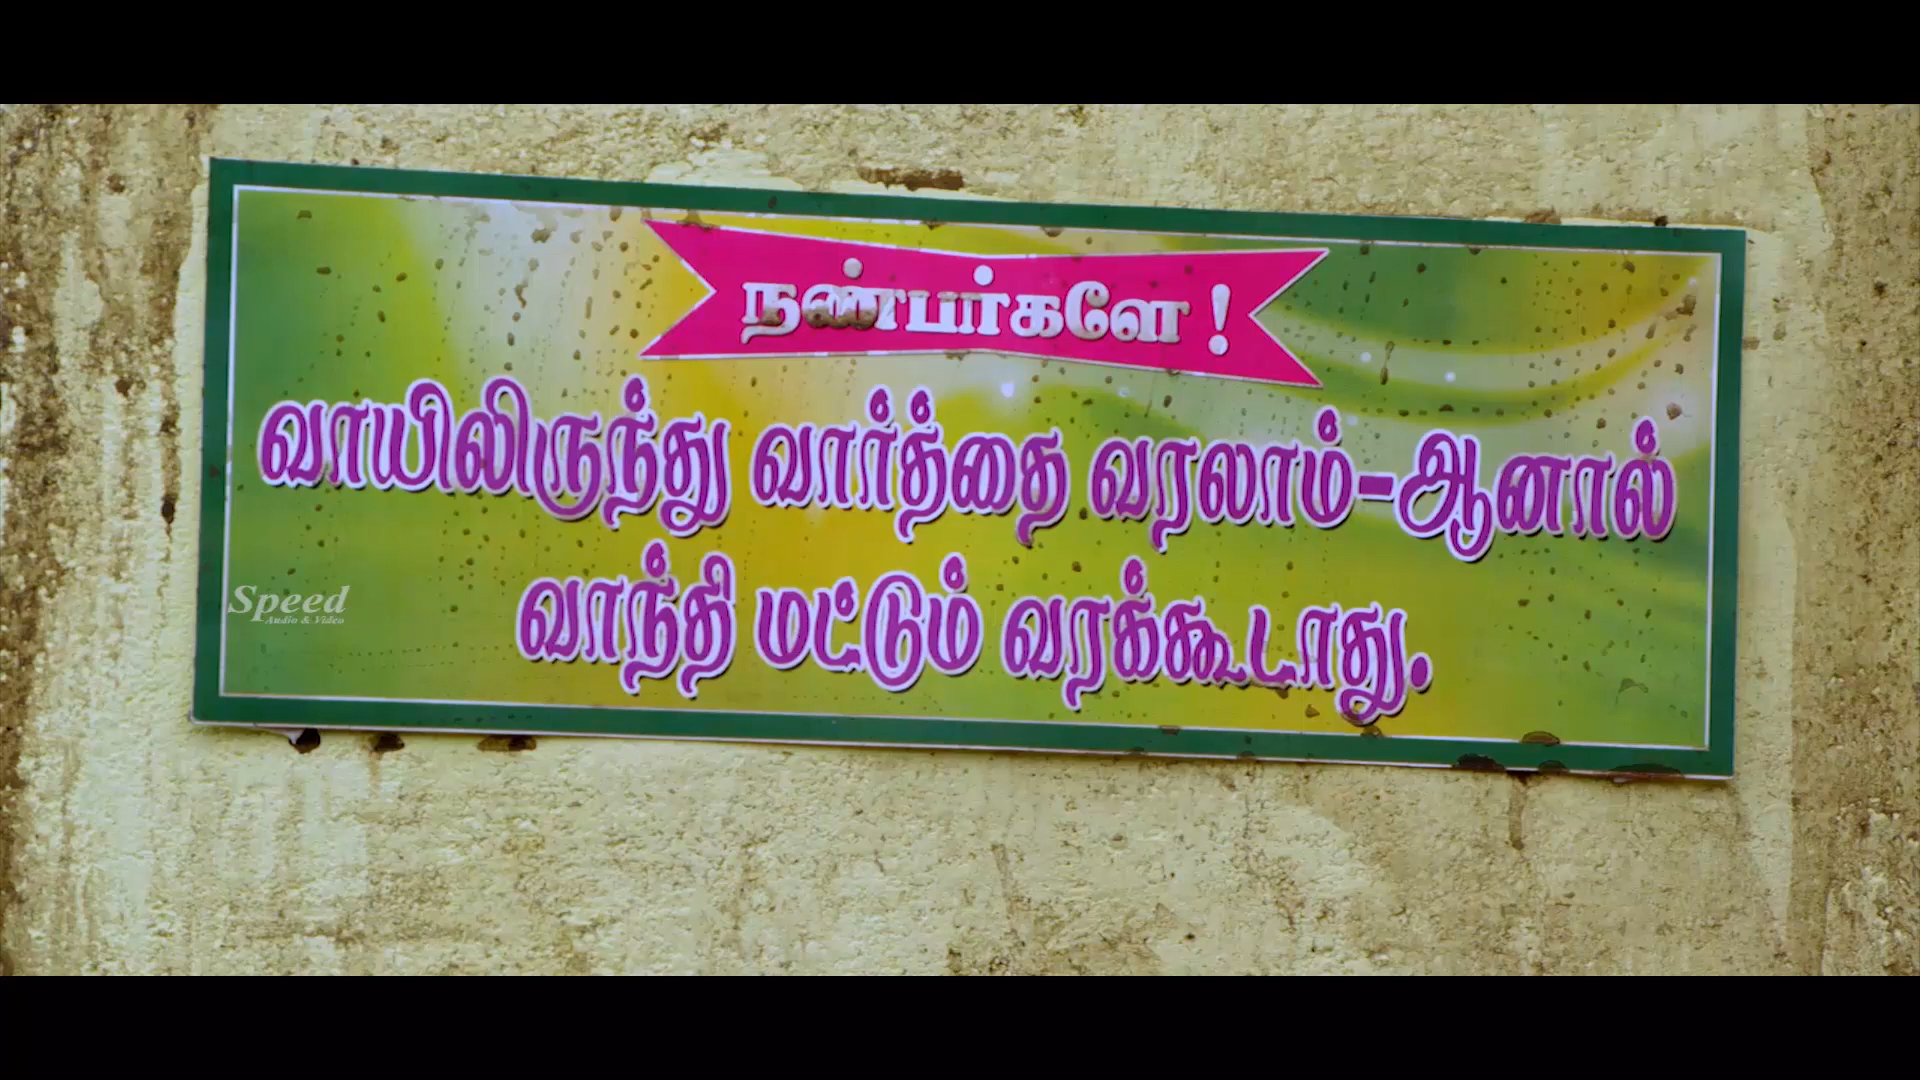 நண்பர்களே !
வாயிலிருந்து வார்த்தை வரலாம்-ஆனால்
வாந்தி மட்டும் வரக்கூடாது.
Speed
Audio & Video